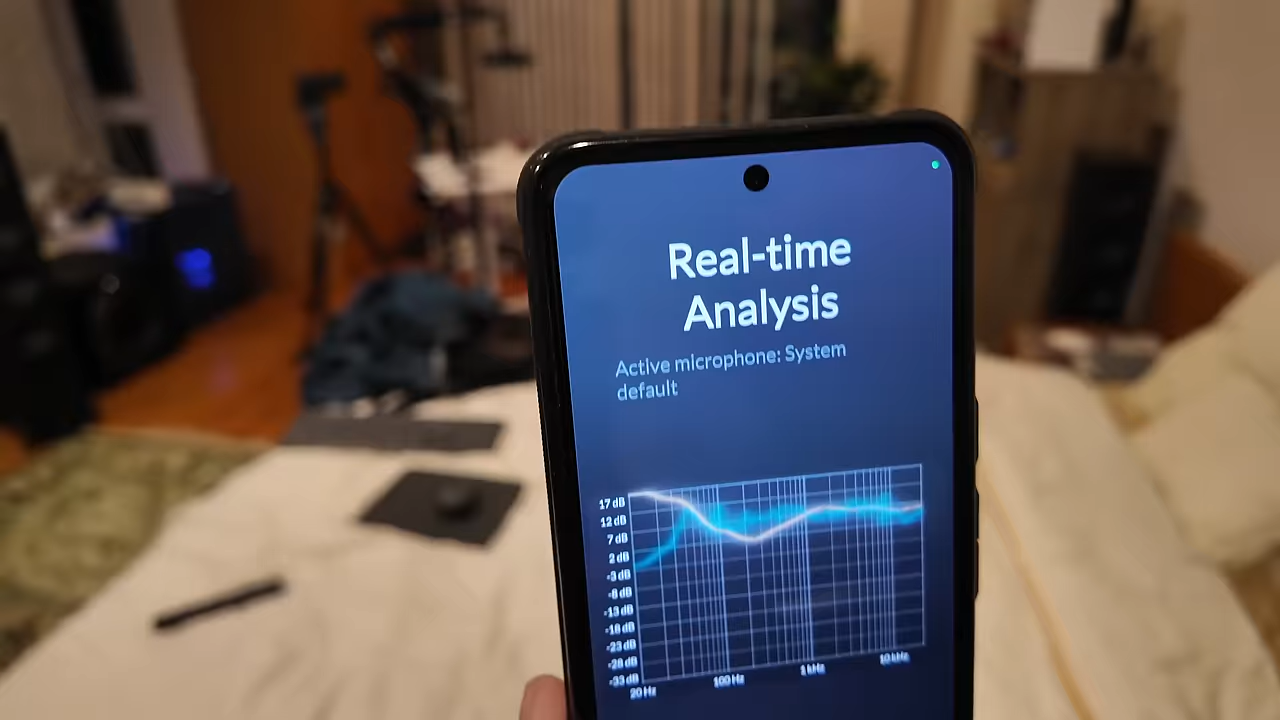 Real-time
Analysis
Active microphone: System
default
17 dB
12 dB
7 dB
2 dB
-3 dB
-8 dB
-13 dB
-18 dB
-23 dB
-28 dB
-33 dB
20 Hz
100 Hz
1 kHz
10 kHz